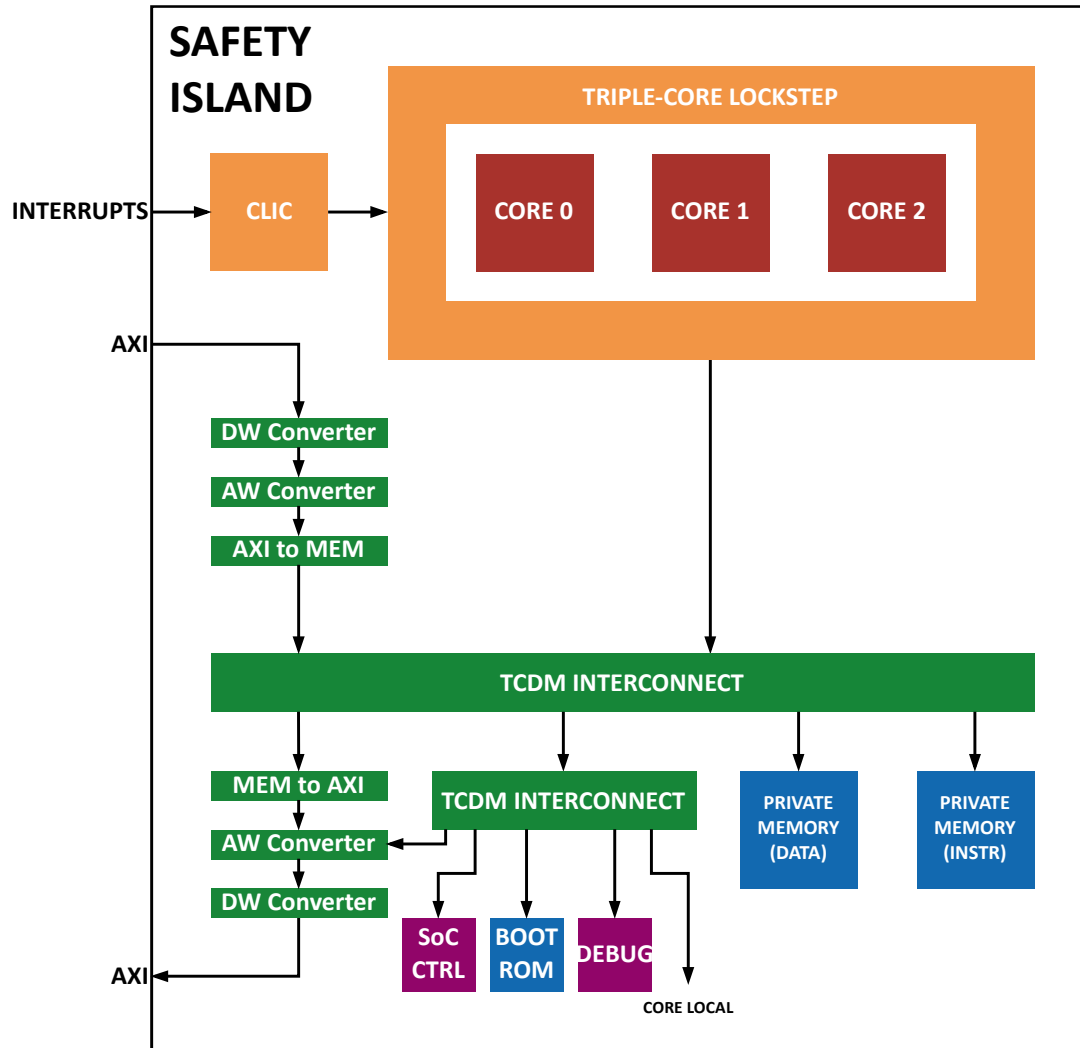 SAFETY
ISLAND
TRIPLE-CORE LOCKSTEP
INTERRUPTS
CLIC
CORE 0
CORE 1
CORE 2
AXI
DW Converter
AW Converter
AXI to MEM
TCDM INTERCONNECT
MEM to AXI
TCDM INTERCONNECT
PRIVATE
MEMORY
(DATA)
PRIVATE
MEMORY
(INSTR)
AW Converter
DW Converter
SoC
CTRL
BOOT
ROM
DEBUG
AXI
CORE LOCAL